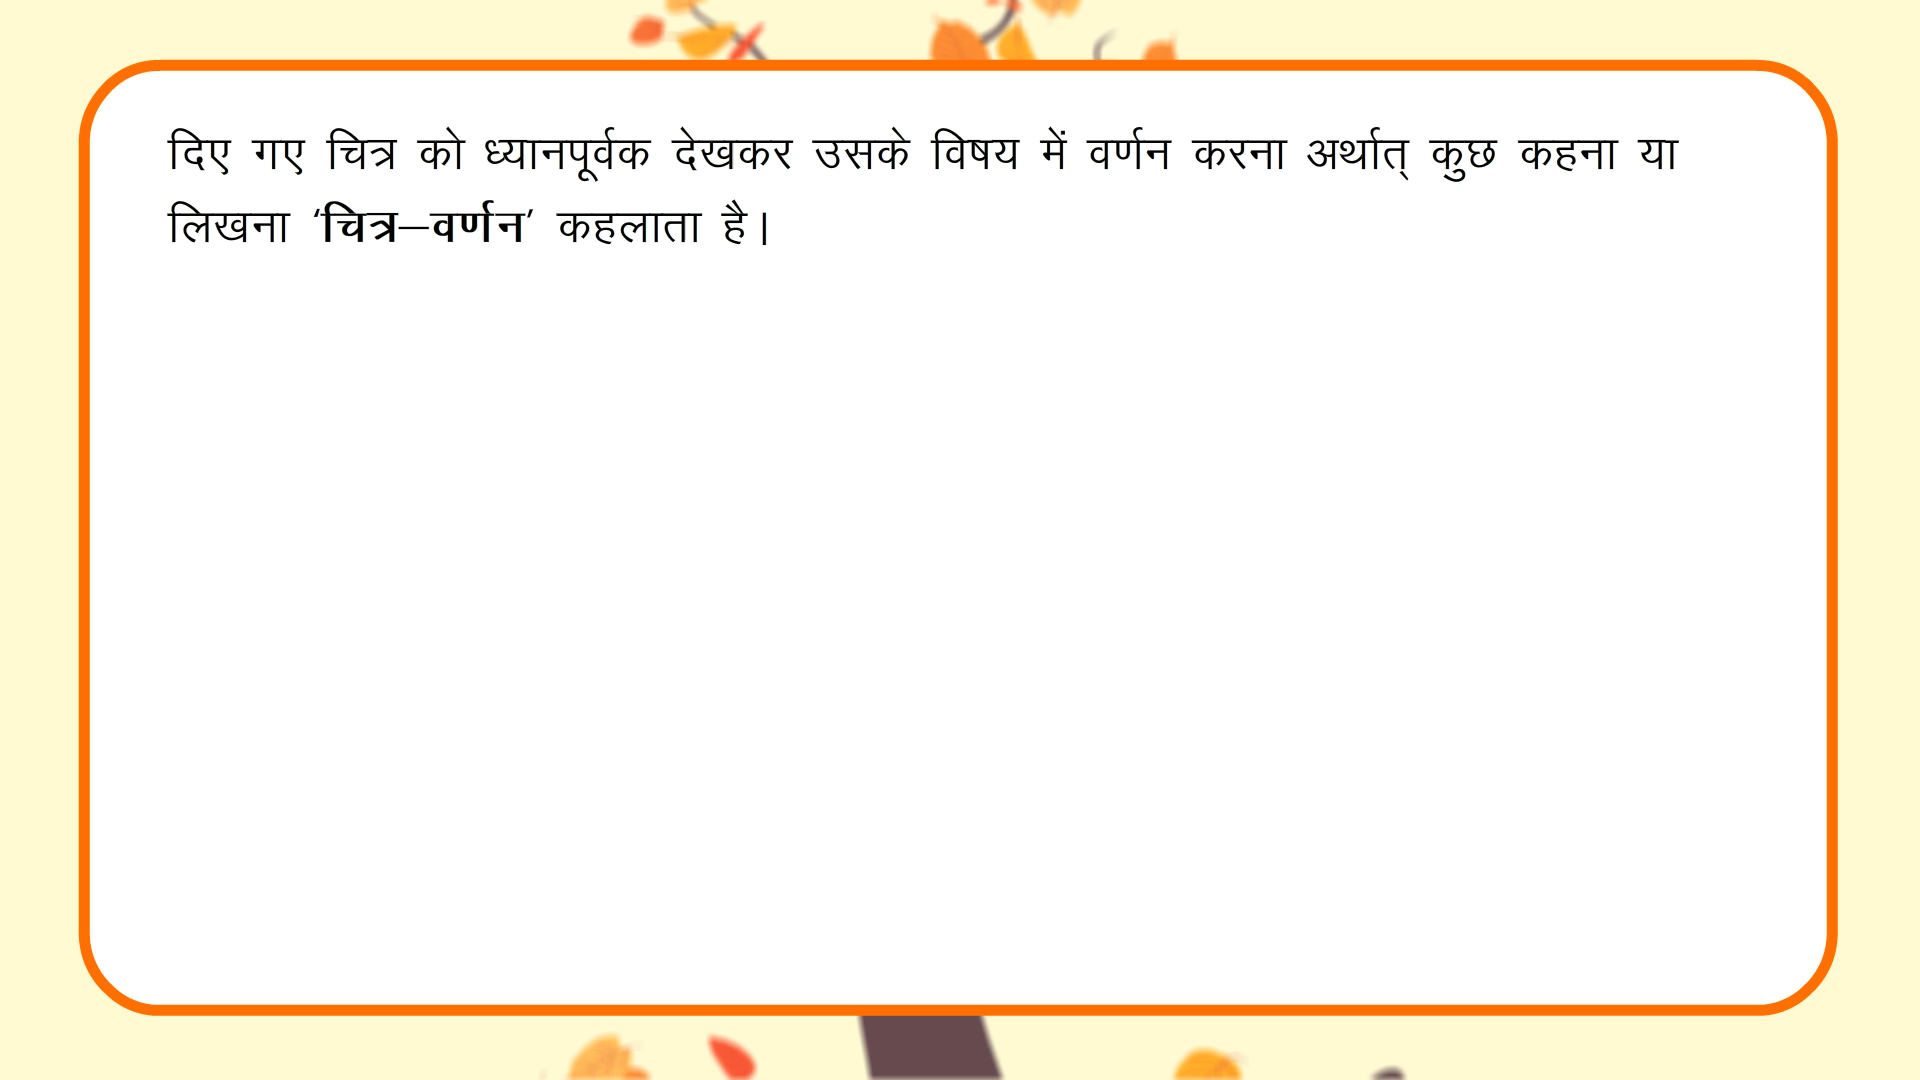 दिए गए चित्र को ध्यानपूर्वक देखकर उसके विषय में वर्णन करना अर्थात् कुछ कहना या
लिखना ‘चित्र–वर्णन’ कहलाता है।